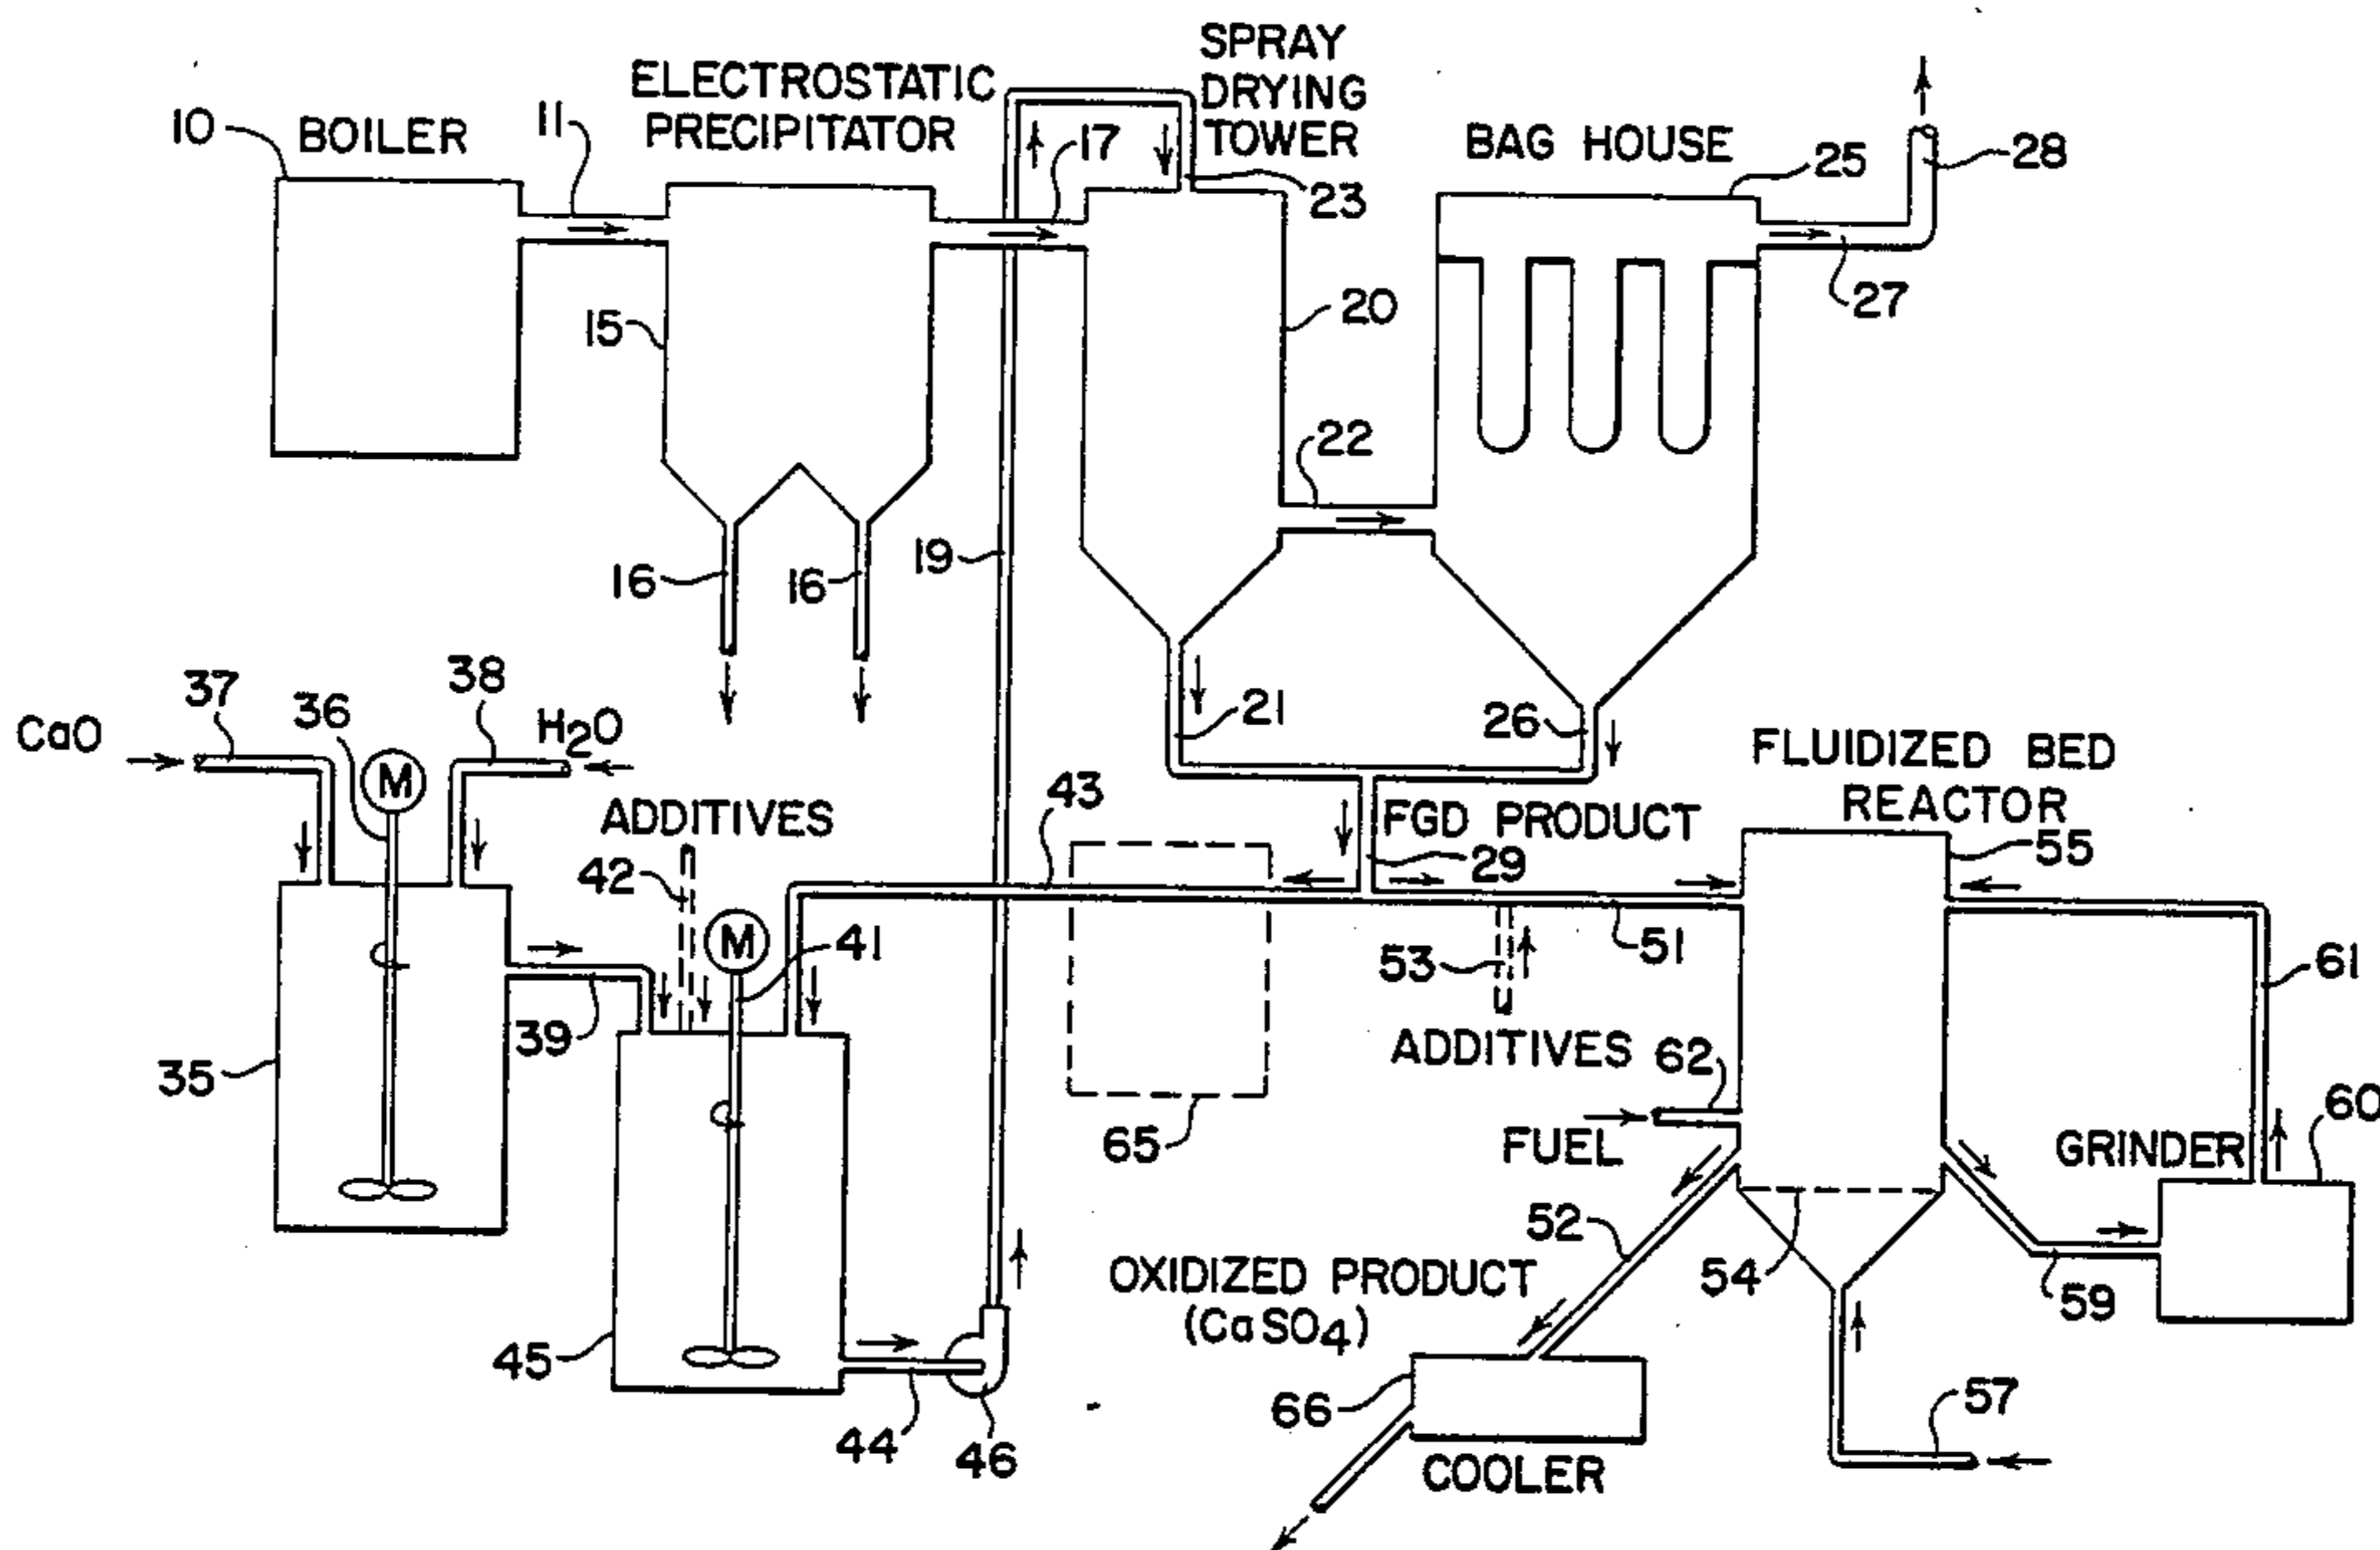 SPRAY
DRYING
TOWER
ELECTROSTATIC
PRECIPITATOR
10
BOILER
11
17
BAG HOUSE
25
28
23
27
20
15
22
16
16
19
21
26
37
36
38
CaO
H2O
M
ADDITIVES
42
43
FGD PRODUCT
29
FLUIDIZED BED
REACTOR
55
M
41
53
51
61
39
35
ADDITIVES
62
65
FUEL
GRINDER
60
52
54
59
OXIDIZED PRODUCT
(CaSO4)
45
44
46
66
COOLER
57